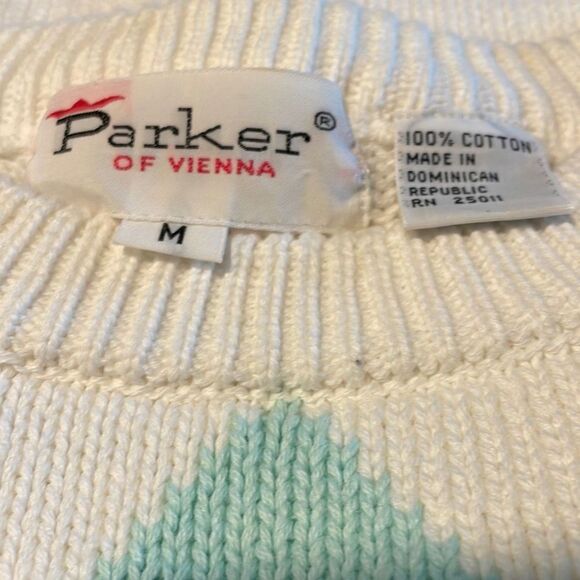 Parker®
OF VIENNA
M
100% COTTON
MADE IN
DOMINICAN
REPUBLIC
RN 25011